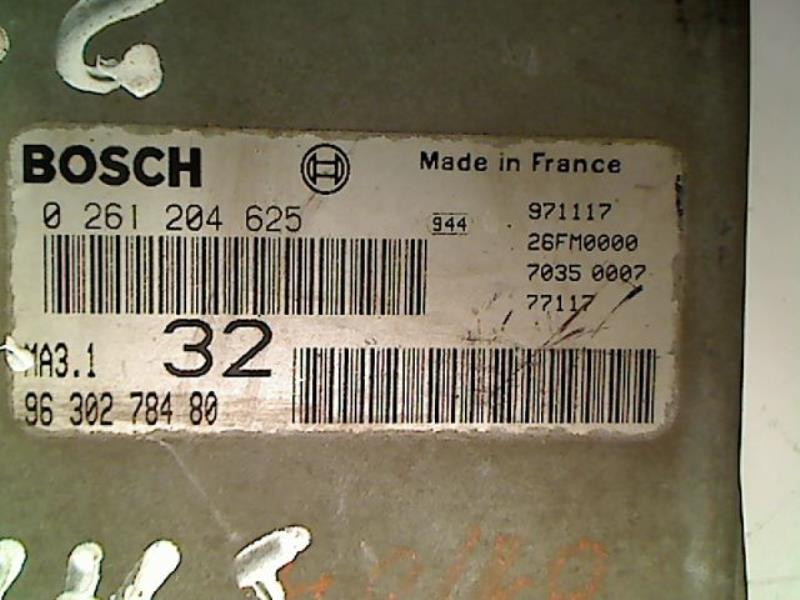 BOSCH Made in France
0 261 204 625 944 971117
26FM0000
7035 0007
77117
MA3.1 32
96 302 784 80